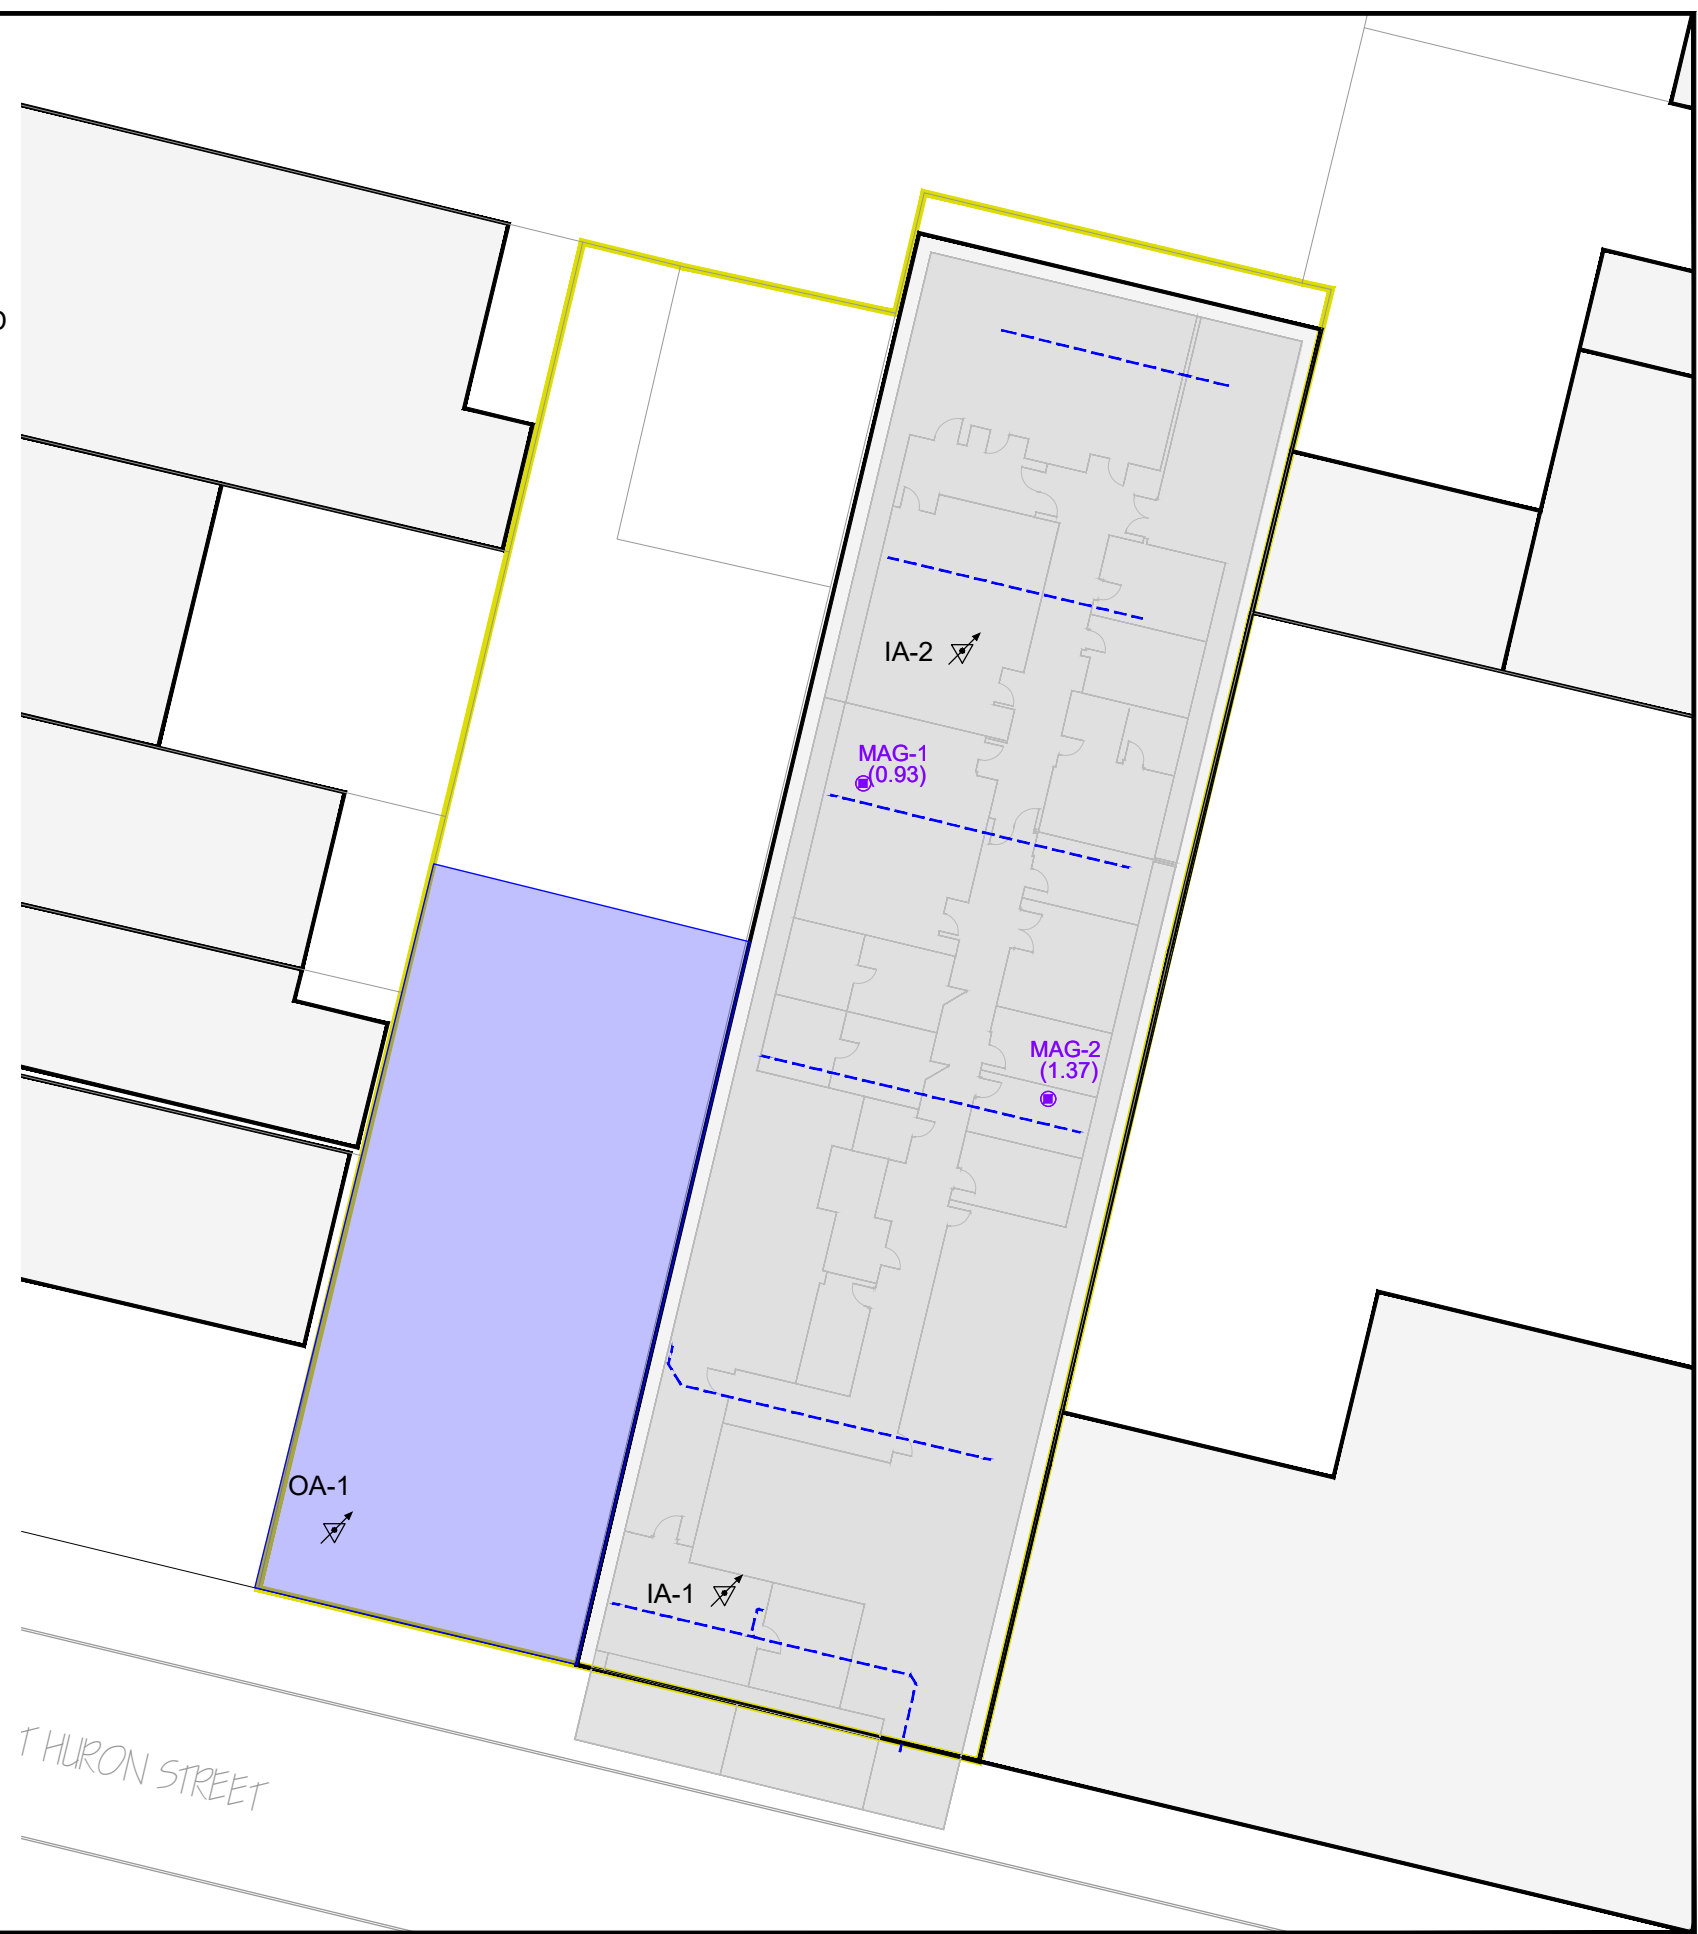 IA-2
MAG-1
(0.93)
MAG-2
(1.37)
OA-1
IA-1
T HURON STREET